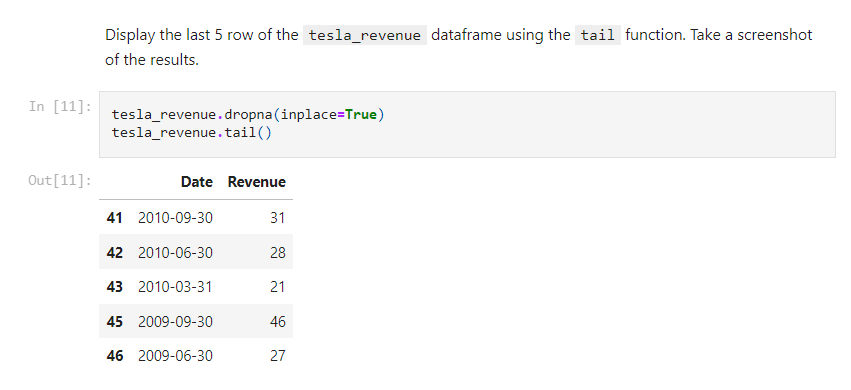 Display the last 5 row of the tesla_revenue dataframe using the tail function. Take a screenshot
of the results.
In [11]:
tesla_revenue.dropna(inplace=True)
tesla_revenue.tail()
Out[11]:
Date Revenue
41 2010-09-30 31
42 2010-06-30 28
43 2010-03-31 21
45 2009-09-30 46
46 2009-06-30 27